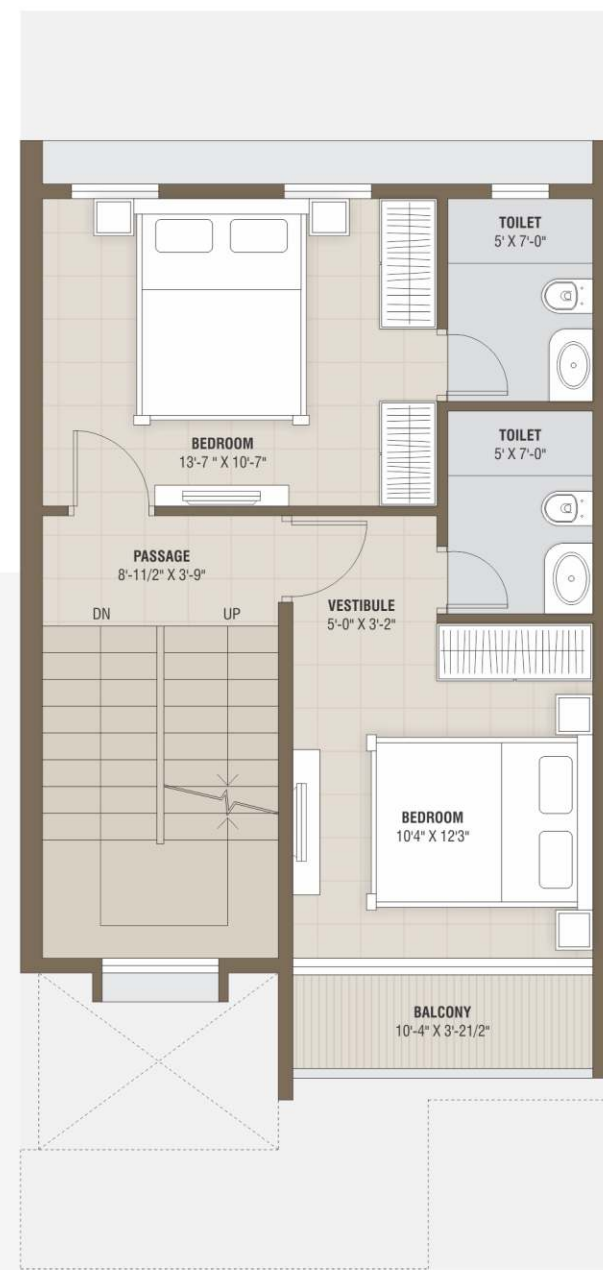 TOILET
5' X 7'-0"
BEDROOM
13'-7 " X 10'-7"
TOILET
5' X 7'-0"
PASSAGE
8'-11/2" X 3'-9"
DN
UP
VESTIBULE
5'-0" X 3'-2"
BEDROOM
10'4" X 12'3"
BALCONY
10'-4" X 3'-21/2"